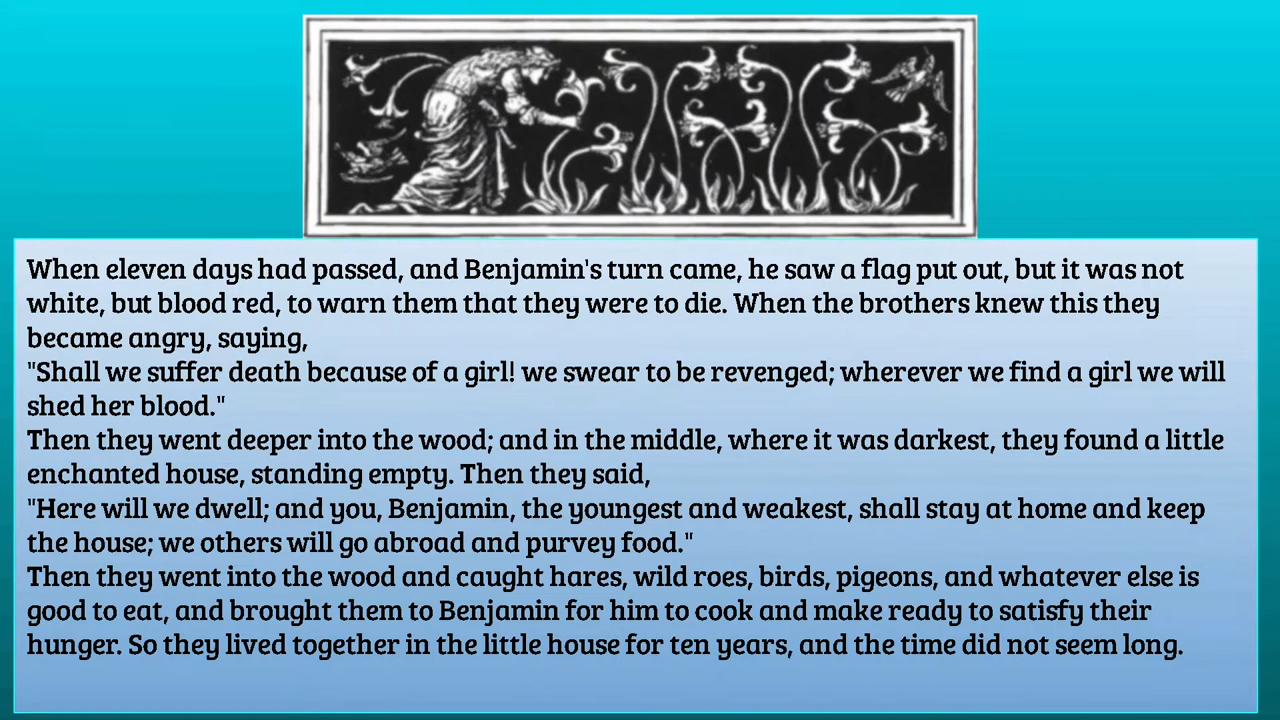 When eleven days had passed, and Benjamin's turn came, he saw a flag put out, but it was not
white, but blood red, to warn them that they were to die. When the brothers knew this they
became angry, saying,
"Shall we suffer death because of a girl! we swear to be revenged; wherever we find a girl we will
shed her blood."
Then they went deeper into the wood; and in the middle, where it was darkest, they found a little
enchanted house, standing empty. Then they said,
"Here will we dwell; and you, Benjamin, the youngest and weakest, shall stay at home and keep
the house; we others will go abroad and purvey food."
Then they went into the wood and caught hares, wild roes, birds, pigeons, and whatever else is
good to eat, and brought them to Benjamin for him to cook and make ready to satisfy their
hunger. So they lived together in the little house for ten years, and the time did not seem long.